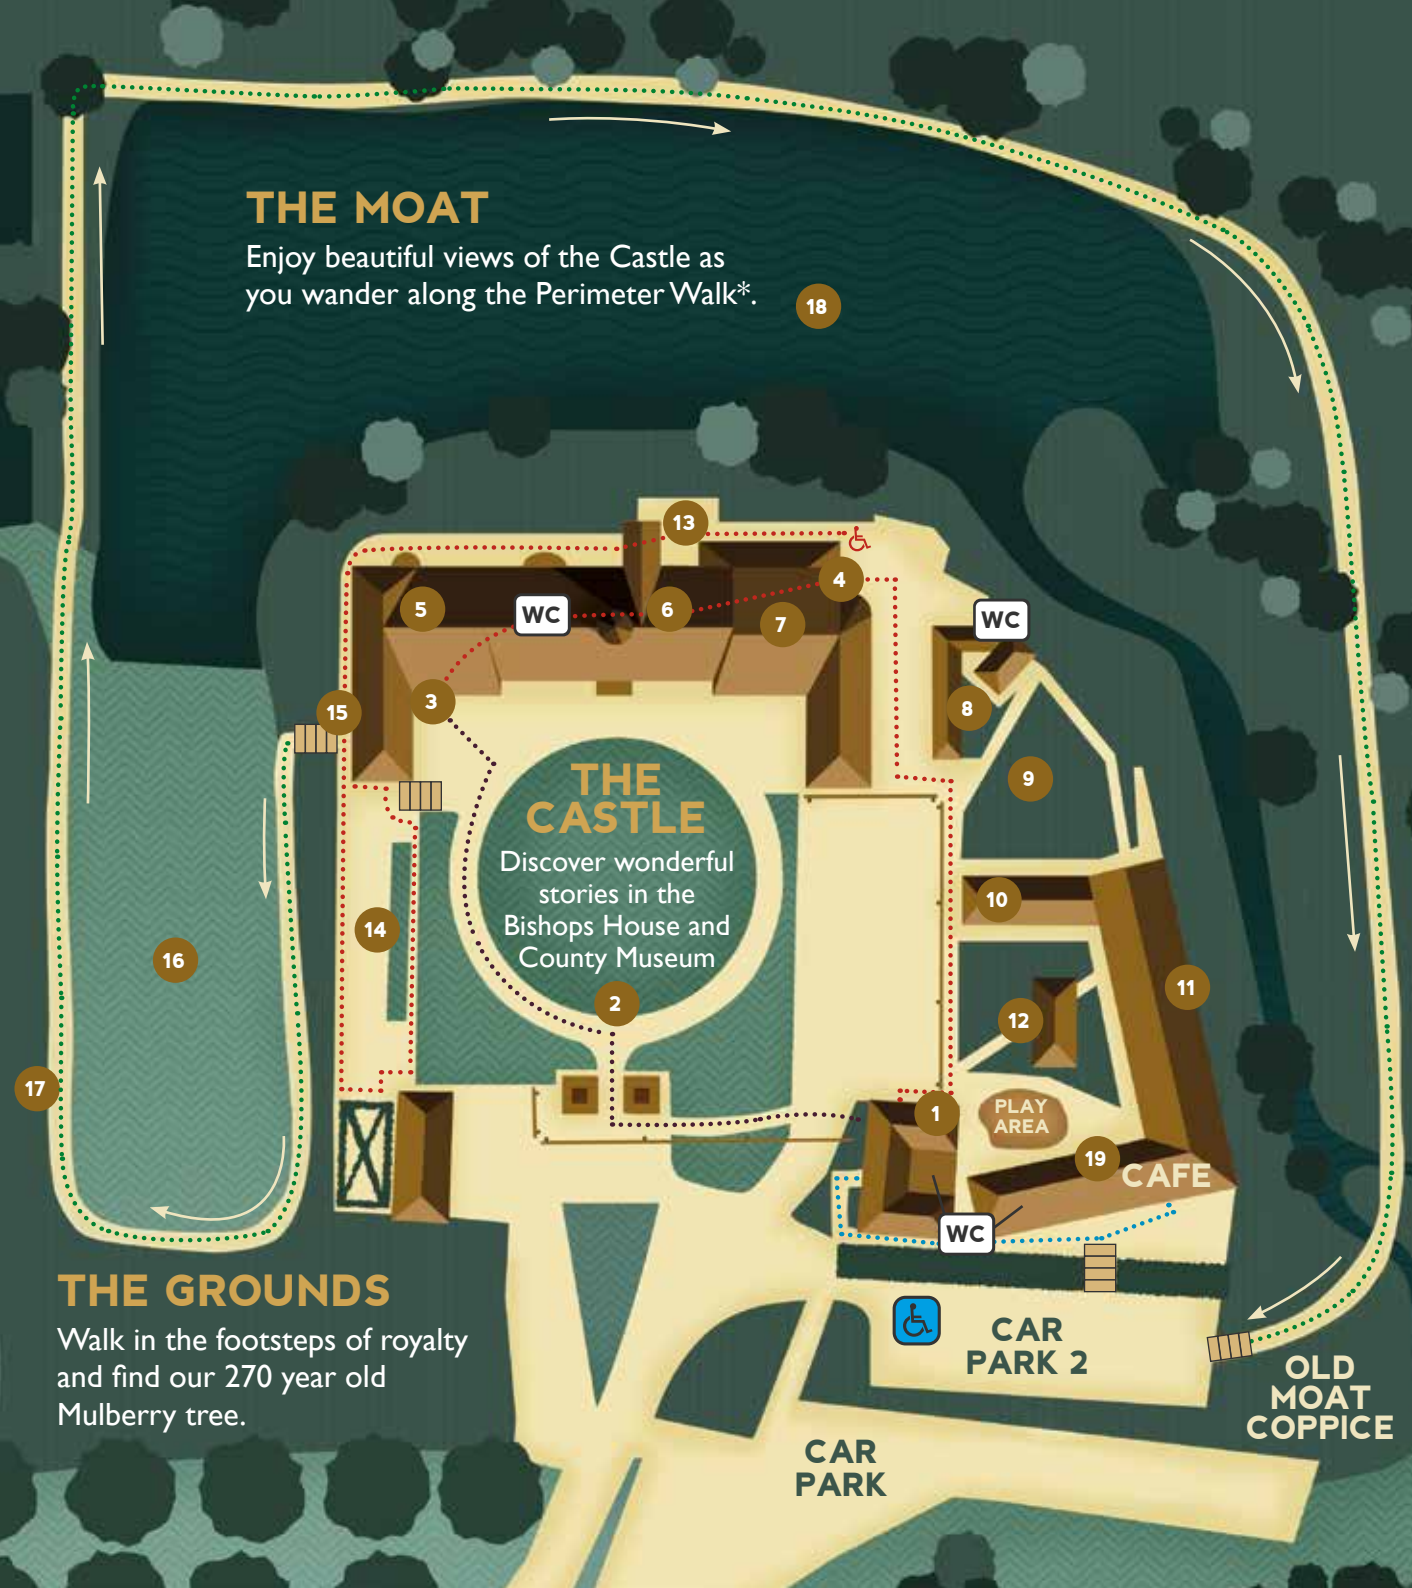 THE MOAT
Enjoy beautiful views of the Castle as
you wander along the Perimeter Walk*.
18
13
4
5
WC
6
7
WC
3
15
8
9
THE
CASTLE
Discover wonderful
stories in the
Bishops House and
County Museum
2
14
16
10
11
12
17
1
PLAY
AREA
19
CAFE
WC
THE GROUNDS
Walk in the footsteps of royalty
and find our 270 year old
Mulberry tree.
CAR
PARK 2
OLD
MOAT
COPPICE
CAR
PARK